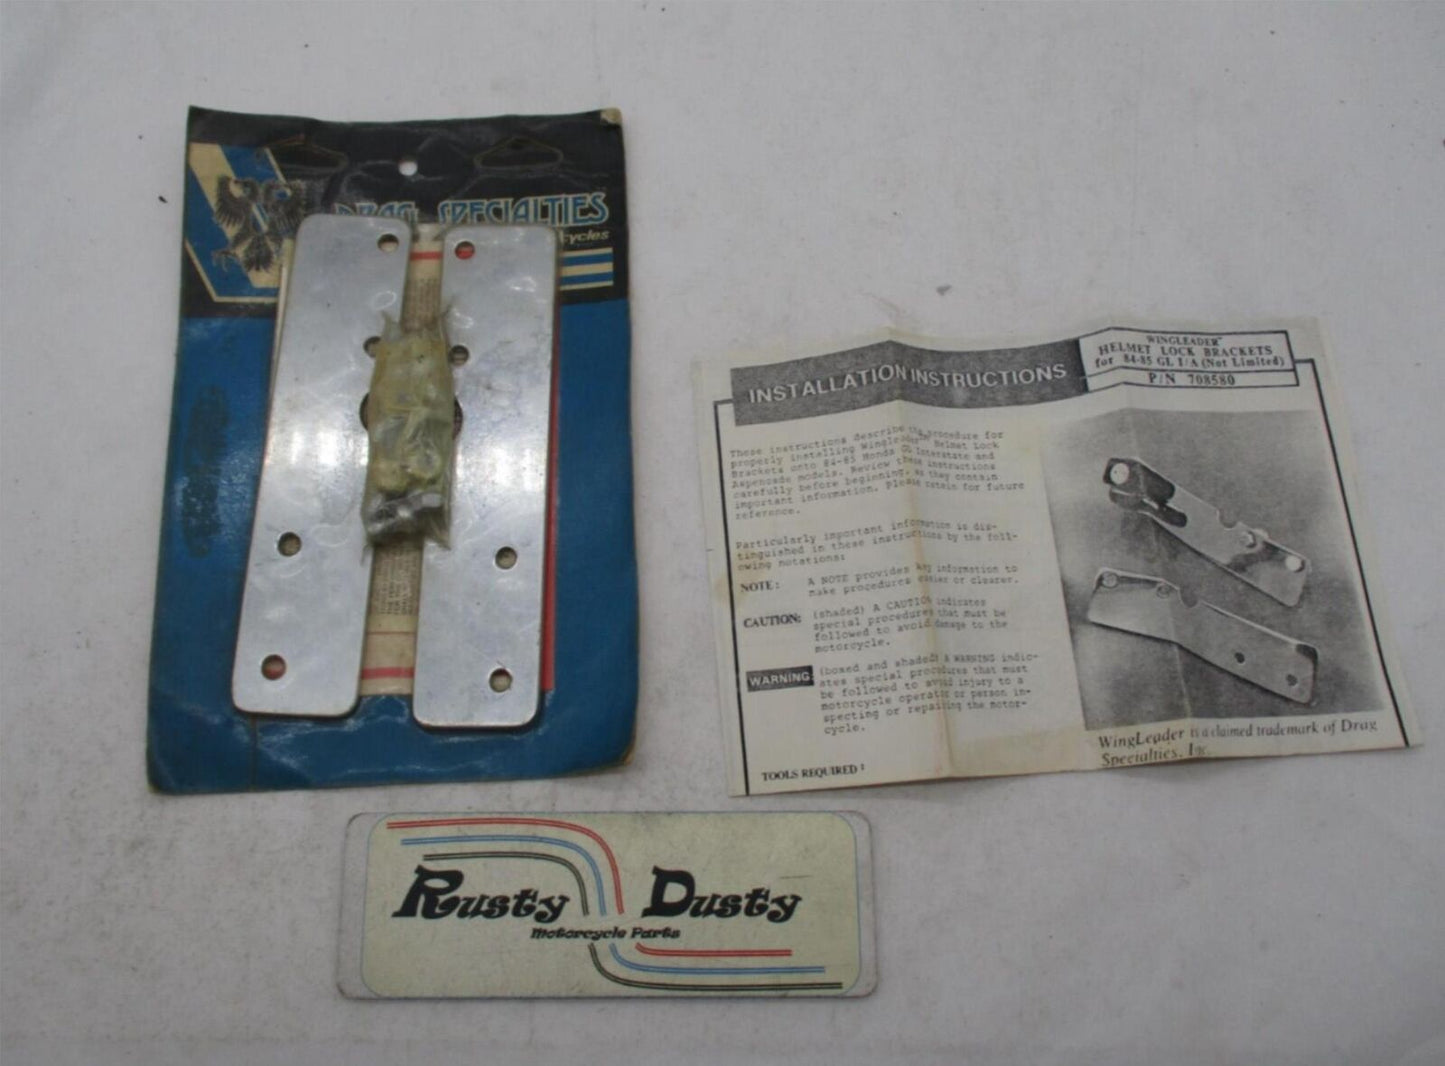 DRAG SPECIALTIES
INSTALLATION INSTRUCTIONS
WINGLEADER™
HELMET LOCK BRACKETS
for 84-85 GL I/A (Not Limited)
P/N 708580
These instructions describe the procedure for
properly installing Wingleader™ Helmet Lock
Brackets onto 84-85 Honda GL Interstate and
Aspencade models. Review these instructions
carefully before beginning, as they contain
important information. Please retain for future
reference.
Particularly important information is dis-
tinguished in these instructions by the foll-
owing notations:
NOTE: A NOTE provides key information to
make procedures easier or clearer.
CAUTION: (shaded) A CAUTION indicates
special procedures that must be
followed to avoid damage to the
motorcycle.
WARNING (boxed and shaded) A WARNING indic-
ates special procedures that must
be followed to avoid injury to a
motorcycle operator or person in-
specting or repairing the motor-
cycle.
TOOLS REQUIRED:
WingLeader is a claimed trademark of Drag
Specialties, Inc.
Rusty Dusty
Motorcycle Parts